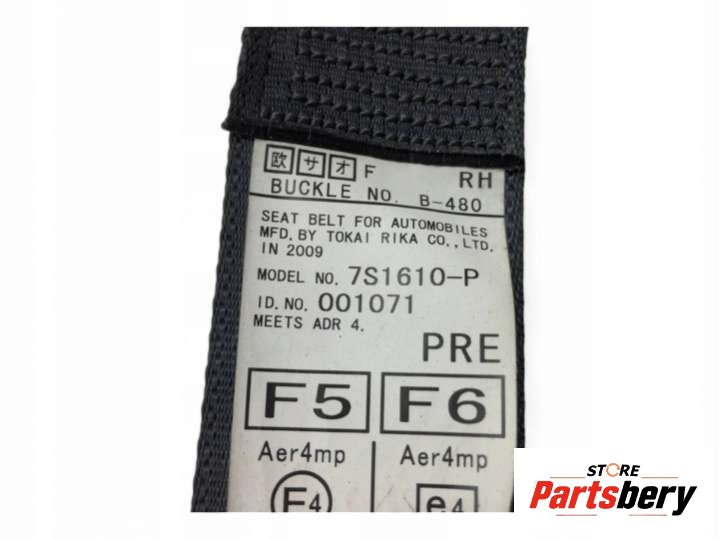 欧 サ オ F RH
BUCKLE NO. B-480
SEAT BELT FOR AUTOMOBILES
MFD. BY TOKAI RIKA CO.,LTD.
IN 2009
MODEL NO. 7S1610-P
ID.NO. 001071
MEETS ADR 4.
PRE
F5 F6
Aer4mp Aer4mp
E4 e4
STORE
Partsbery